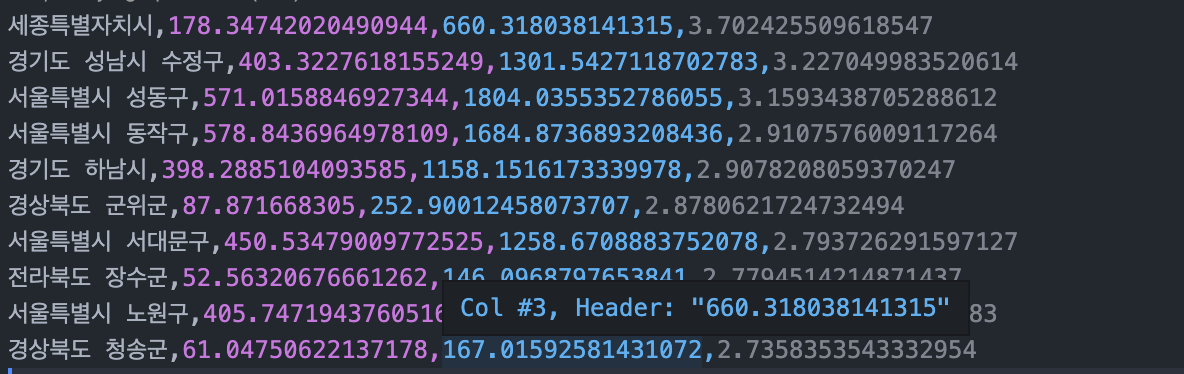 세종특별자치시,178.34742020490944,660.318038141315,3.702425509618547
경기도 성남시 수정구,403.3227618155249,1301.5427118702783,3.227049983520614
서울특별시 성동구,571.0158846927344,1804.0355352786055,3.1593438705288612
서울특별시 동작구,578.8436964978109,1684.8736893208436,2.9107576009117264
경기도 하남시,398.2885104093585,1158.1516173339978,2.9078208059370247
경상북도 군위군,87.871668305,252.90012458073707,2.8780621724732494
서울특별시 서대문구,450.53479009772525,1258.6708883752078,2.793726291597127
전라북도 장수군,52.56320676661262,146.0968797653841,2.7794514214871437
Col #3, Header: "660.318038141315"
서울특별시 노원구,405.7471943760516 83
경상북도 청송군,61.04750622137178,167.01592581431072,2.7358353543332954